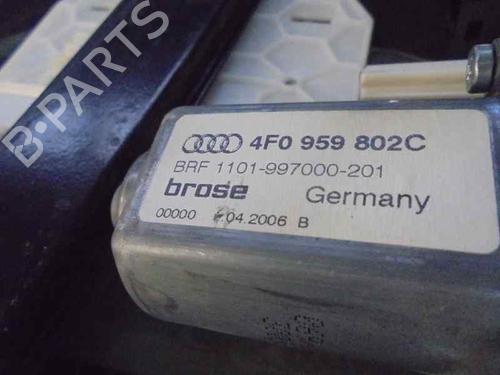 B-PARTS
4F0 959 802C
BRF 1101-997000-201
brose Germany
00000 .04.2006 B